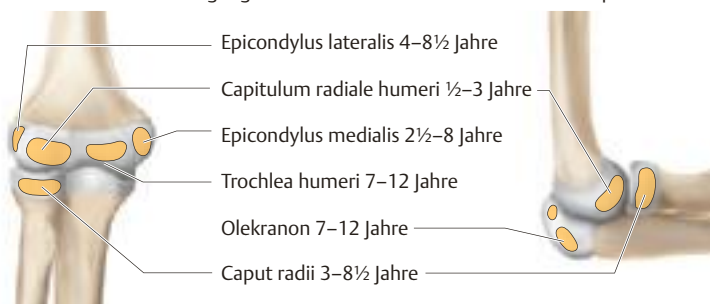 Epicondylus lateralis 4–8½ Jahre
Capitulum radiale humeri ½–3 Jahre
Epicondylus medialis 2½–8 Jahre
Trochlea humeri 7–12 Jahre
Olekranon 7–12 Jahre
Caput radii 3–8½ Jahre